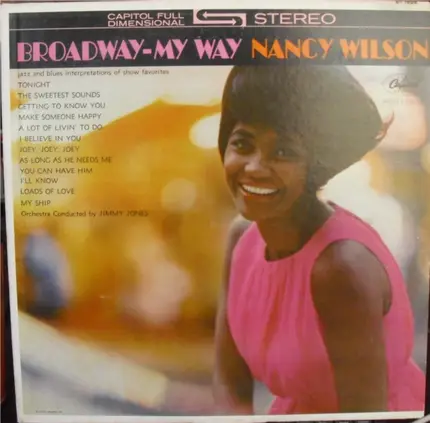 CAPITOL FULL
DIMENSIONAL
STEREO
BROADWAY-MY WAY NANCY WILSON
jazz and blues interpretations of show favorites
TONIGHT
THE SWEETEST SOUNDS
GETTING TO KNOW YOU
MAKE SOMEONE HAPPY
A LOT OF LIVIN' TO DO
I BELIEVE IN YOU
JOEY, JOEY, JOEY
AS LONG AS HE NEEDS ME
YOU CAN HAVE HIM
I'LL KNOW
LOADS OF LOVE
MY SHIP
Orchestra Conducted by JIMMY JONES
Capitol